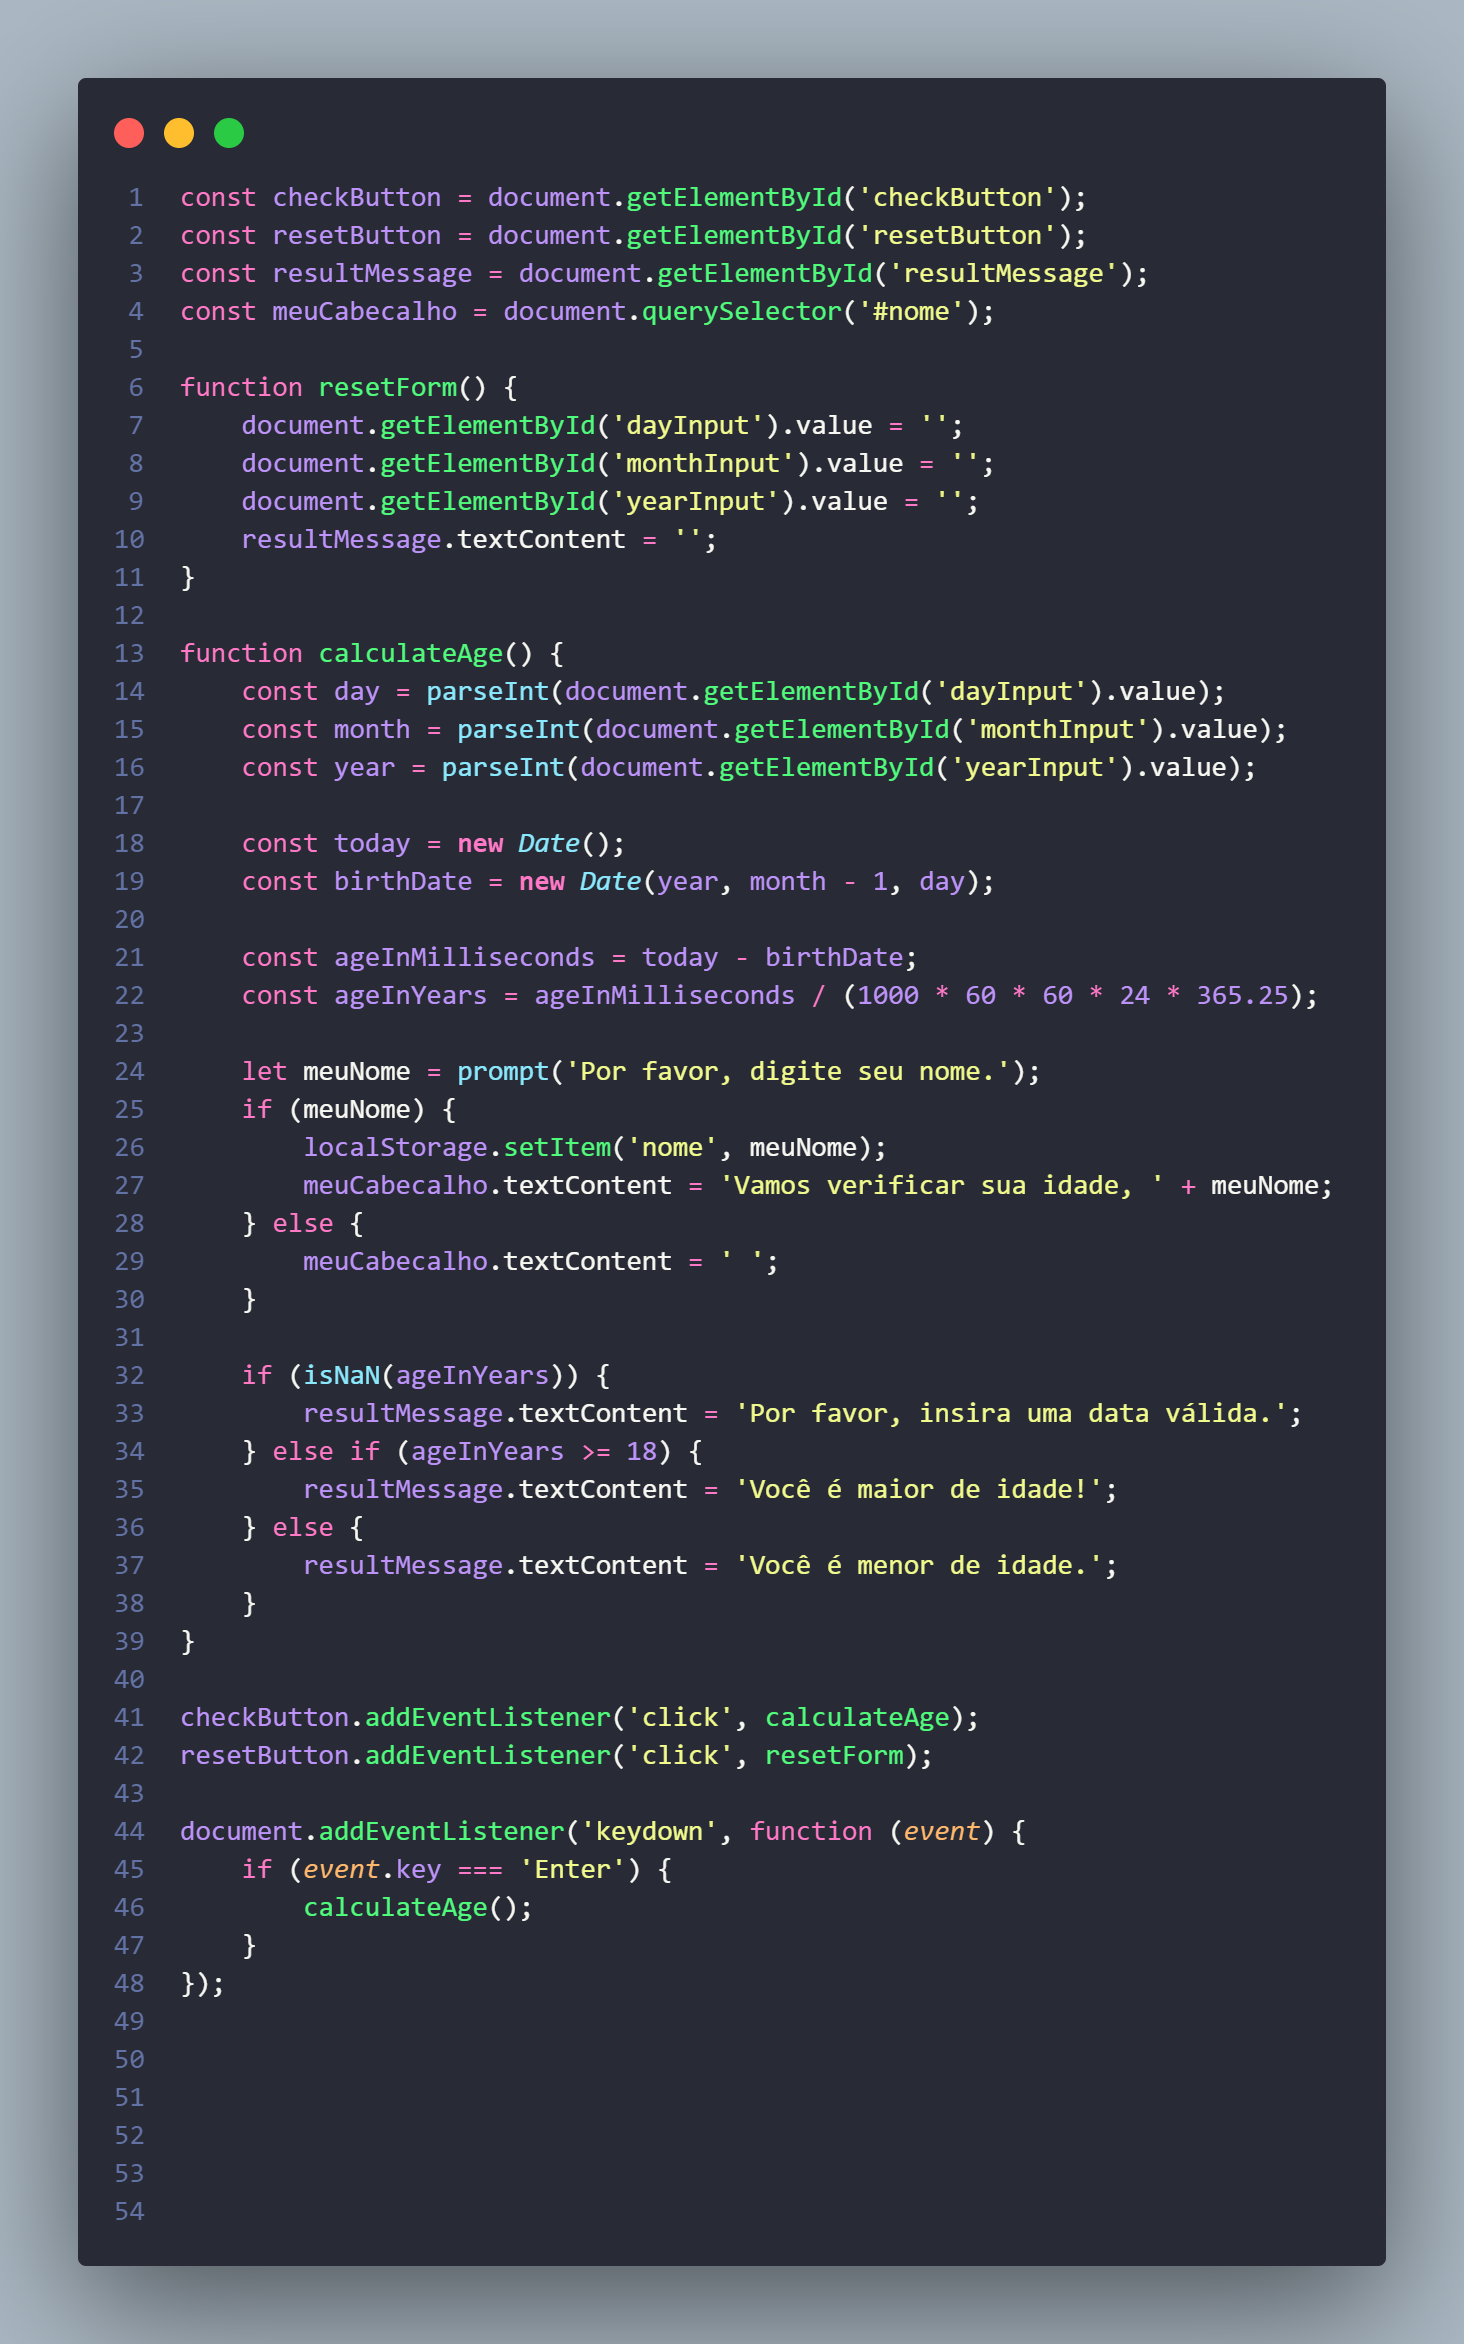 1 const checkButton = document.getElementById('checkButton');
2 const resetButton = document.getElementById('resetButton');
3 const resultMessage = document.getElementById('resultMessage');
4 const meuCabecalho = document.querySelector('#nome');
5
6 function resetForm() {
7     document.getElementById('dayInput').value = '';
8     document.getElementById('monthInput').value = '';
9     document.getElementById('yearInput').value = '';
10     resultMessage.textContent = '';
11 }
12
13 function calculateAge() {
14     const day = parseInt(document.getElementById('dayInput').value);
15     const month = parseInt(document.getElementById('monthInput').value);
16     const year = parseInt(document.getElementById('yearInput').value);
17
18     const today = new Date();
19     const birthDate = new Date(year, month - 1, day);
20
21     const ageInMilliseconds = today - birthDate;
22     const ageInYears = ageInMilliseconds / (1000 * 60 * 60 * 24 * 365.25);
23
24     let meuNome = prompt('Por favor, digite seu nome.');
25     if (meuNome) {
26         localStorage.setItem('nome', meuNome);
27         meuCabecalho.textContent = 'Vamos verificar sua idade, ' + meuNome;
28     } else {
29         meuCabecalho.textContent = ' ';
30     }
31
32     if (isNaN(ageInYears)) {
33         resultMessage.textContent = 'Por favor, insira uma data válida.';
34     } else if (ageInYears >= 18) {
35         resultMessage.textContent = 'Você é maior de idade!';
36     } else {
37         resultMessage.textContent = 'Você é menor de idade.';
38     }
39 }
40
41 checkButton.addEventListener('click', calculateAge);
42 resetButton.addEventListener('click', resetForm);
43
44 document.addEventListener('keydown', function (event) {
45     if (event.key === 'Enter') {
46         calculateAge();
47     }
48 });
49
50
51
52
53
54